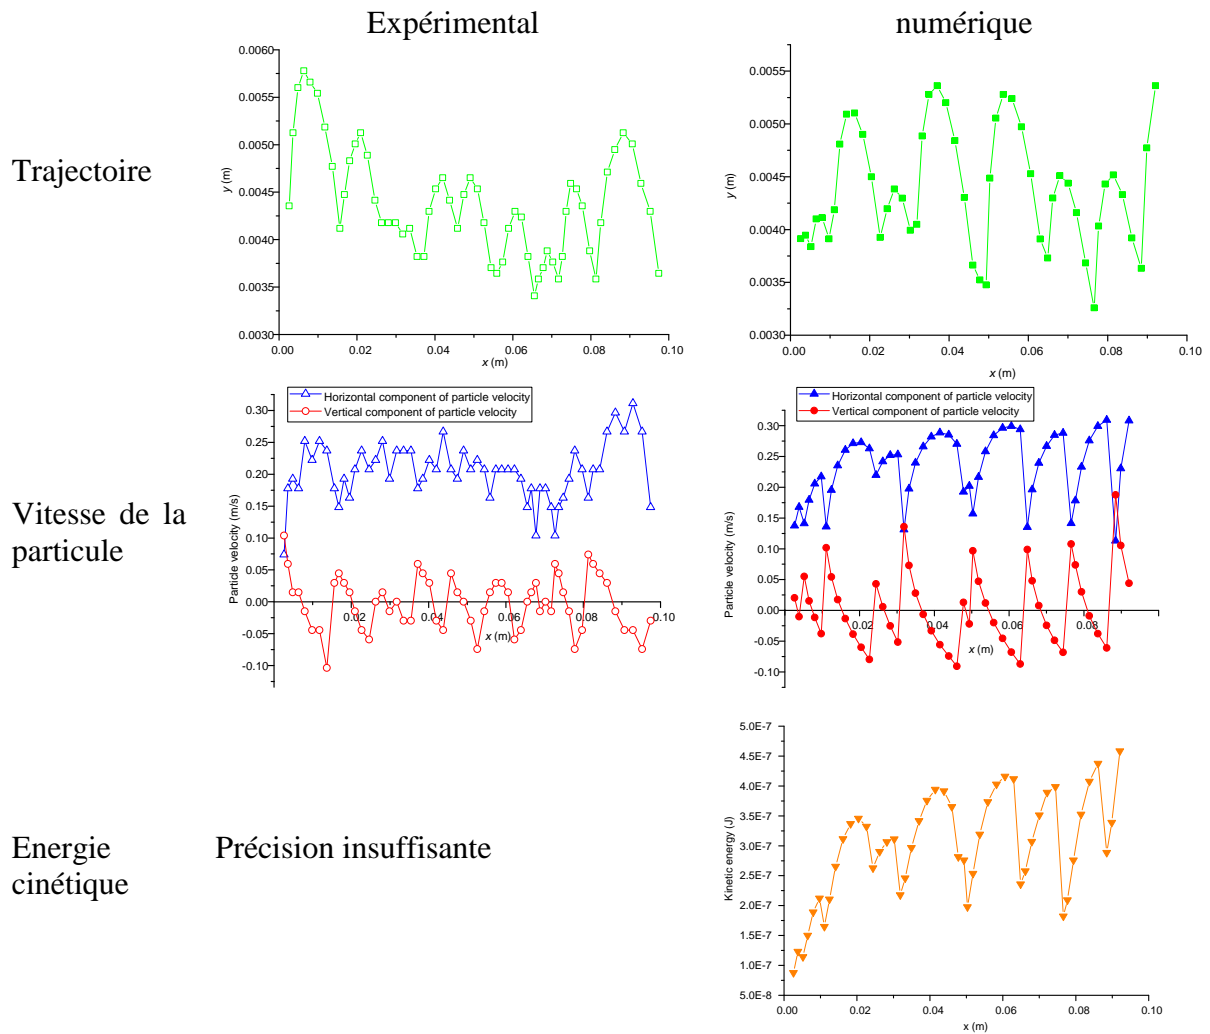 Expérimental
numérique
Trajectoire
0.0060
0.0055
0.0050
0.0045
0.0040
0.0035
0.0030
y (m)
0.00 0.02 0.04 0.06 0.08 0.10
x (m)
0.0055
0.0050
0.0045
0.0040
0.0035
0.0030
y (m)
0.00 0.02 0.04 0.06 0.08 0.10
x (m)
Vitesse de la
particule
Horizontal component of particle velocity
Vertical component of particle velocity
0.30
0.25
0.20
0.15
0.10
0.05
0.00
-0.05
-0.10
Particle velocity (m/s)
0.02 0.04 0.06 0.08 0.10
x (m)
Horizontal component of particle velocity
Vertical component of particle velocity
0.30
0.25
0.20
0.15
0.10
0.05
0.00
-0.05
-0.10
Particle velocity (m/s)
0.02 0.04 0.06 0.08
x (m)
Energie
cinétique
Précision insuffisante
5.0E-7
4.5E-7
4.0E-7
3.5E-7
3.0E-7
2.5E-7
2.0E-7
1.5E-7
1.0E-7
5.0E-8
Kinetic energy (J)
0.00 0.02 0.04 0.06 0.08 0.10
x (m)